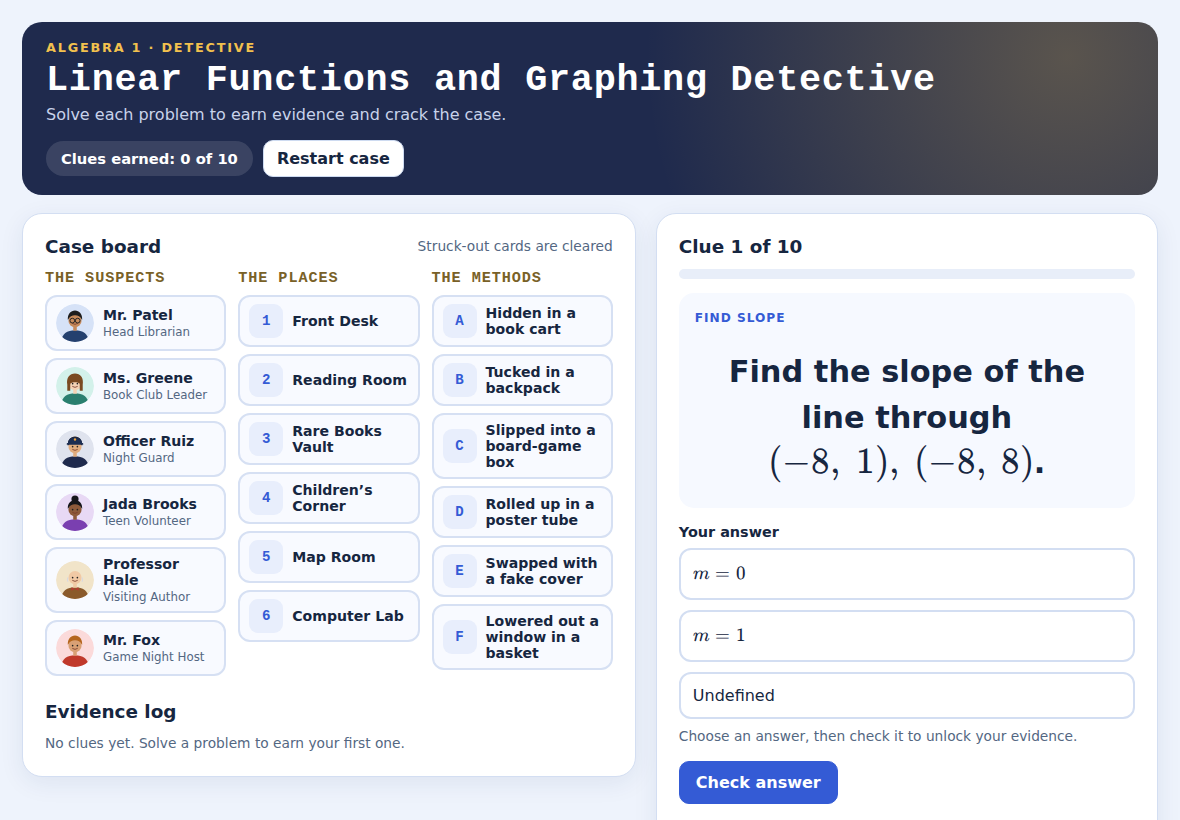 ALGEBRA 1 · DETECTIVE
Linear Functions and Graphing Detective
Solve each problem to earn evidence and crack the case.
Clues earned: 0 of 10
Restart case
Case board
Struck-out cards are cleared
THE SUSPECTS
Mr. Patel
Head Librarian
Ms. Greene
Book Club Leader
Officer Ruiz
Night Guard
Jada Brooks
Teen Volunteer
Professor
Hale
Visiting Author
Mr. Fox
Game Night Host
THE PLACES
1 Front Desk
2 Reading Room
3 Rare Books
Vault
4 Children’s
Corner
5 Map Room
6 Computer Lab
THE METHODS
A Hidden in a
book cart
B Tucked in a
backpack
C Slipped into a
board-game
box
D Rolled up in a
poster tube
E Swapped with
a fake cover
F Lowered out a
window in a
basket
Evidence log
No clues yet. Solve a problem to earn your first one.
Clue 1 of 10
FIND SLOPE
Find the slope of the
line through
(−8, 1), (−8, 8).
Your answer
m = 0
m = 1
Undefined
Choose an answer, then check it to unlock your evidence.
Check answer